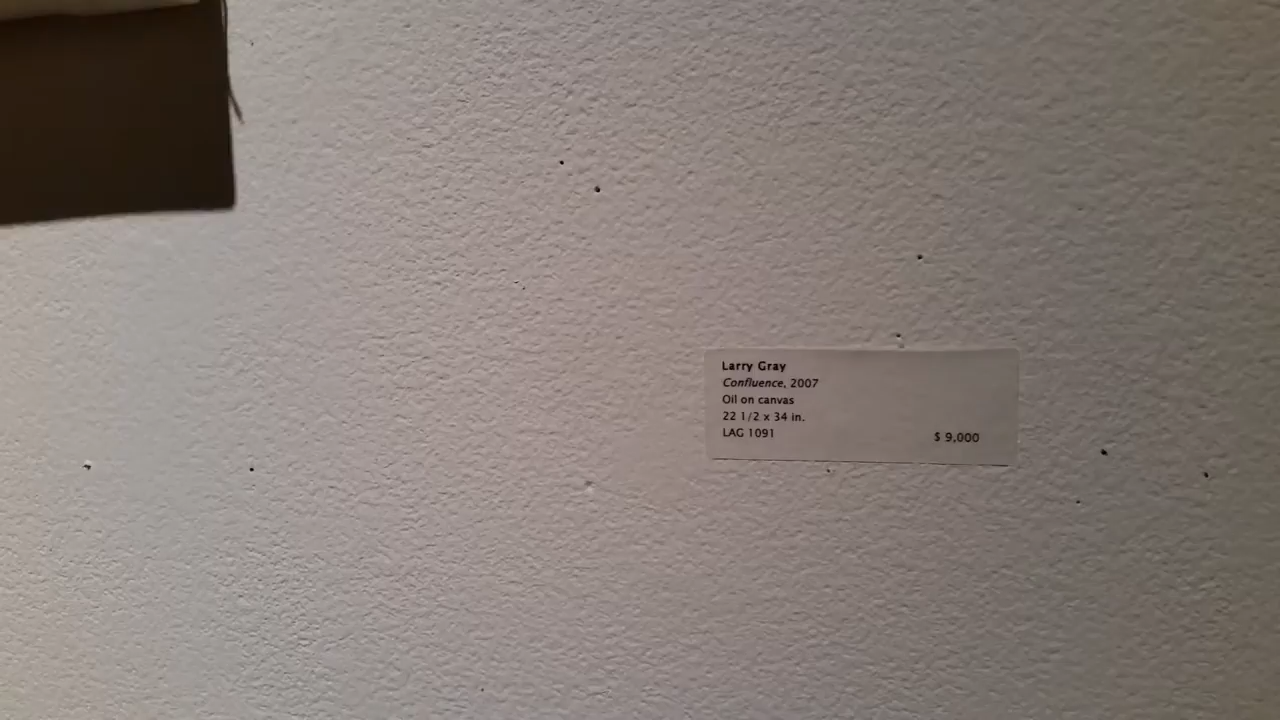 Larry Gray
Confluence, 2007
Oil on canvas
22 1/2 x 34 in.
LAG 1091
$ 9,000